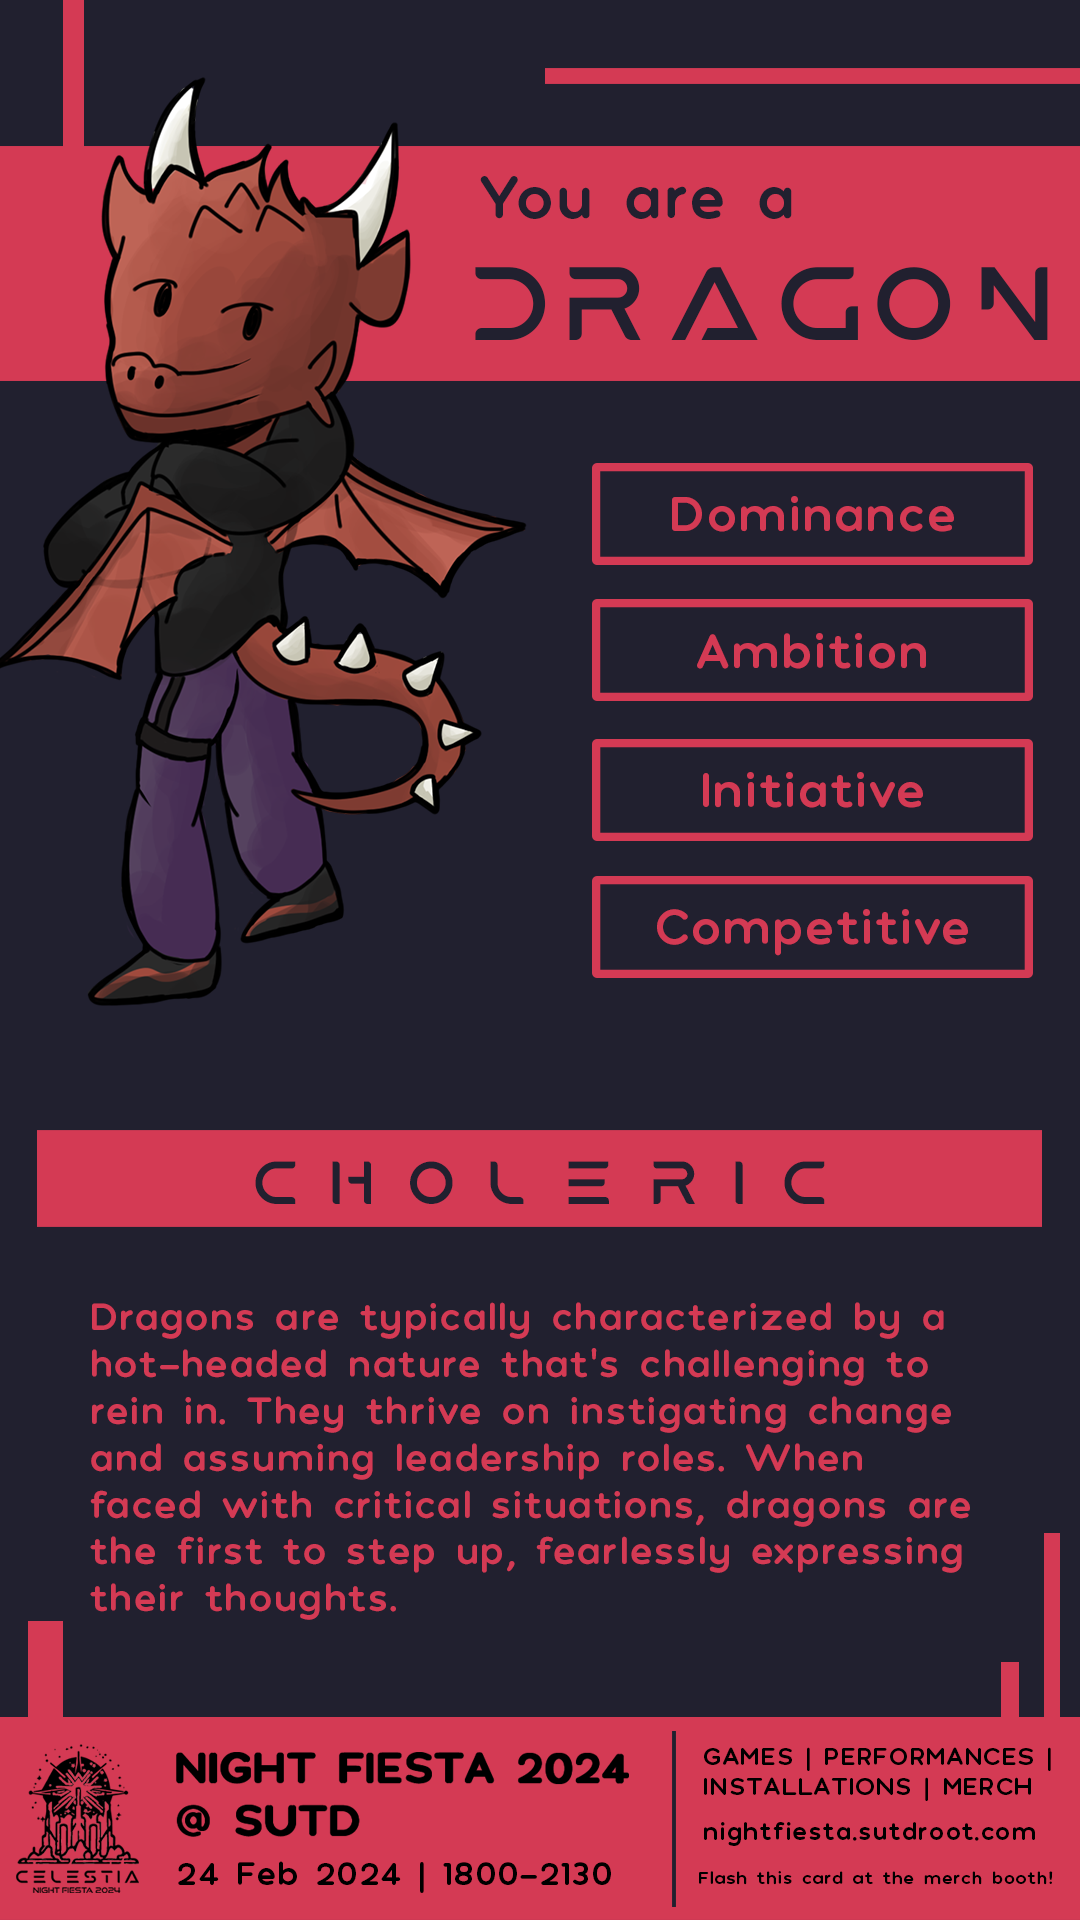 You are a
DRAGON
Dominance
Ambition
Initiative
Competitive
CHOLERIC
Dragons are typically characterized by a
hot-headed nature that's challenging to
rein in. They thrive on instigating change
and assuming leadership roles. When
faced with critical situations, dragons are
the first to step up, fearlessly expressing
their thoughts.
CELESTIA
NIGHT FIESTA 2024
NIGHT FIESTA 2024
@ SUTD
24 Feb 2024 | 1800-2130
GAMES | PERFORMANCES |
INSTALLATIONS | MERCH
nightfiesta.sutdroot.com
Flash this card at the merch booth!